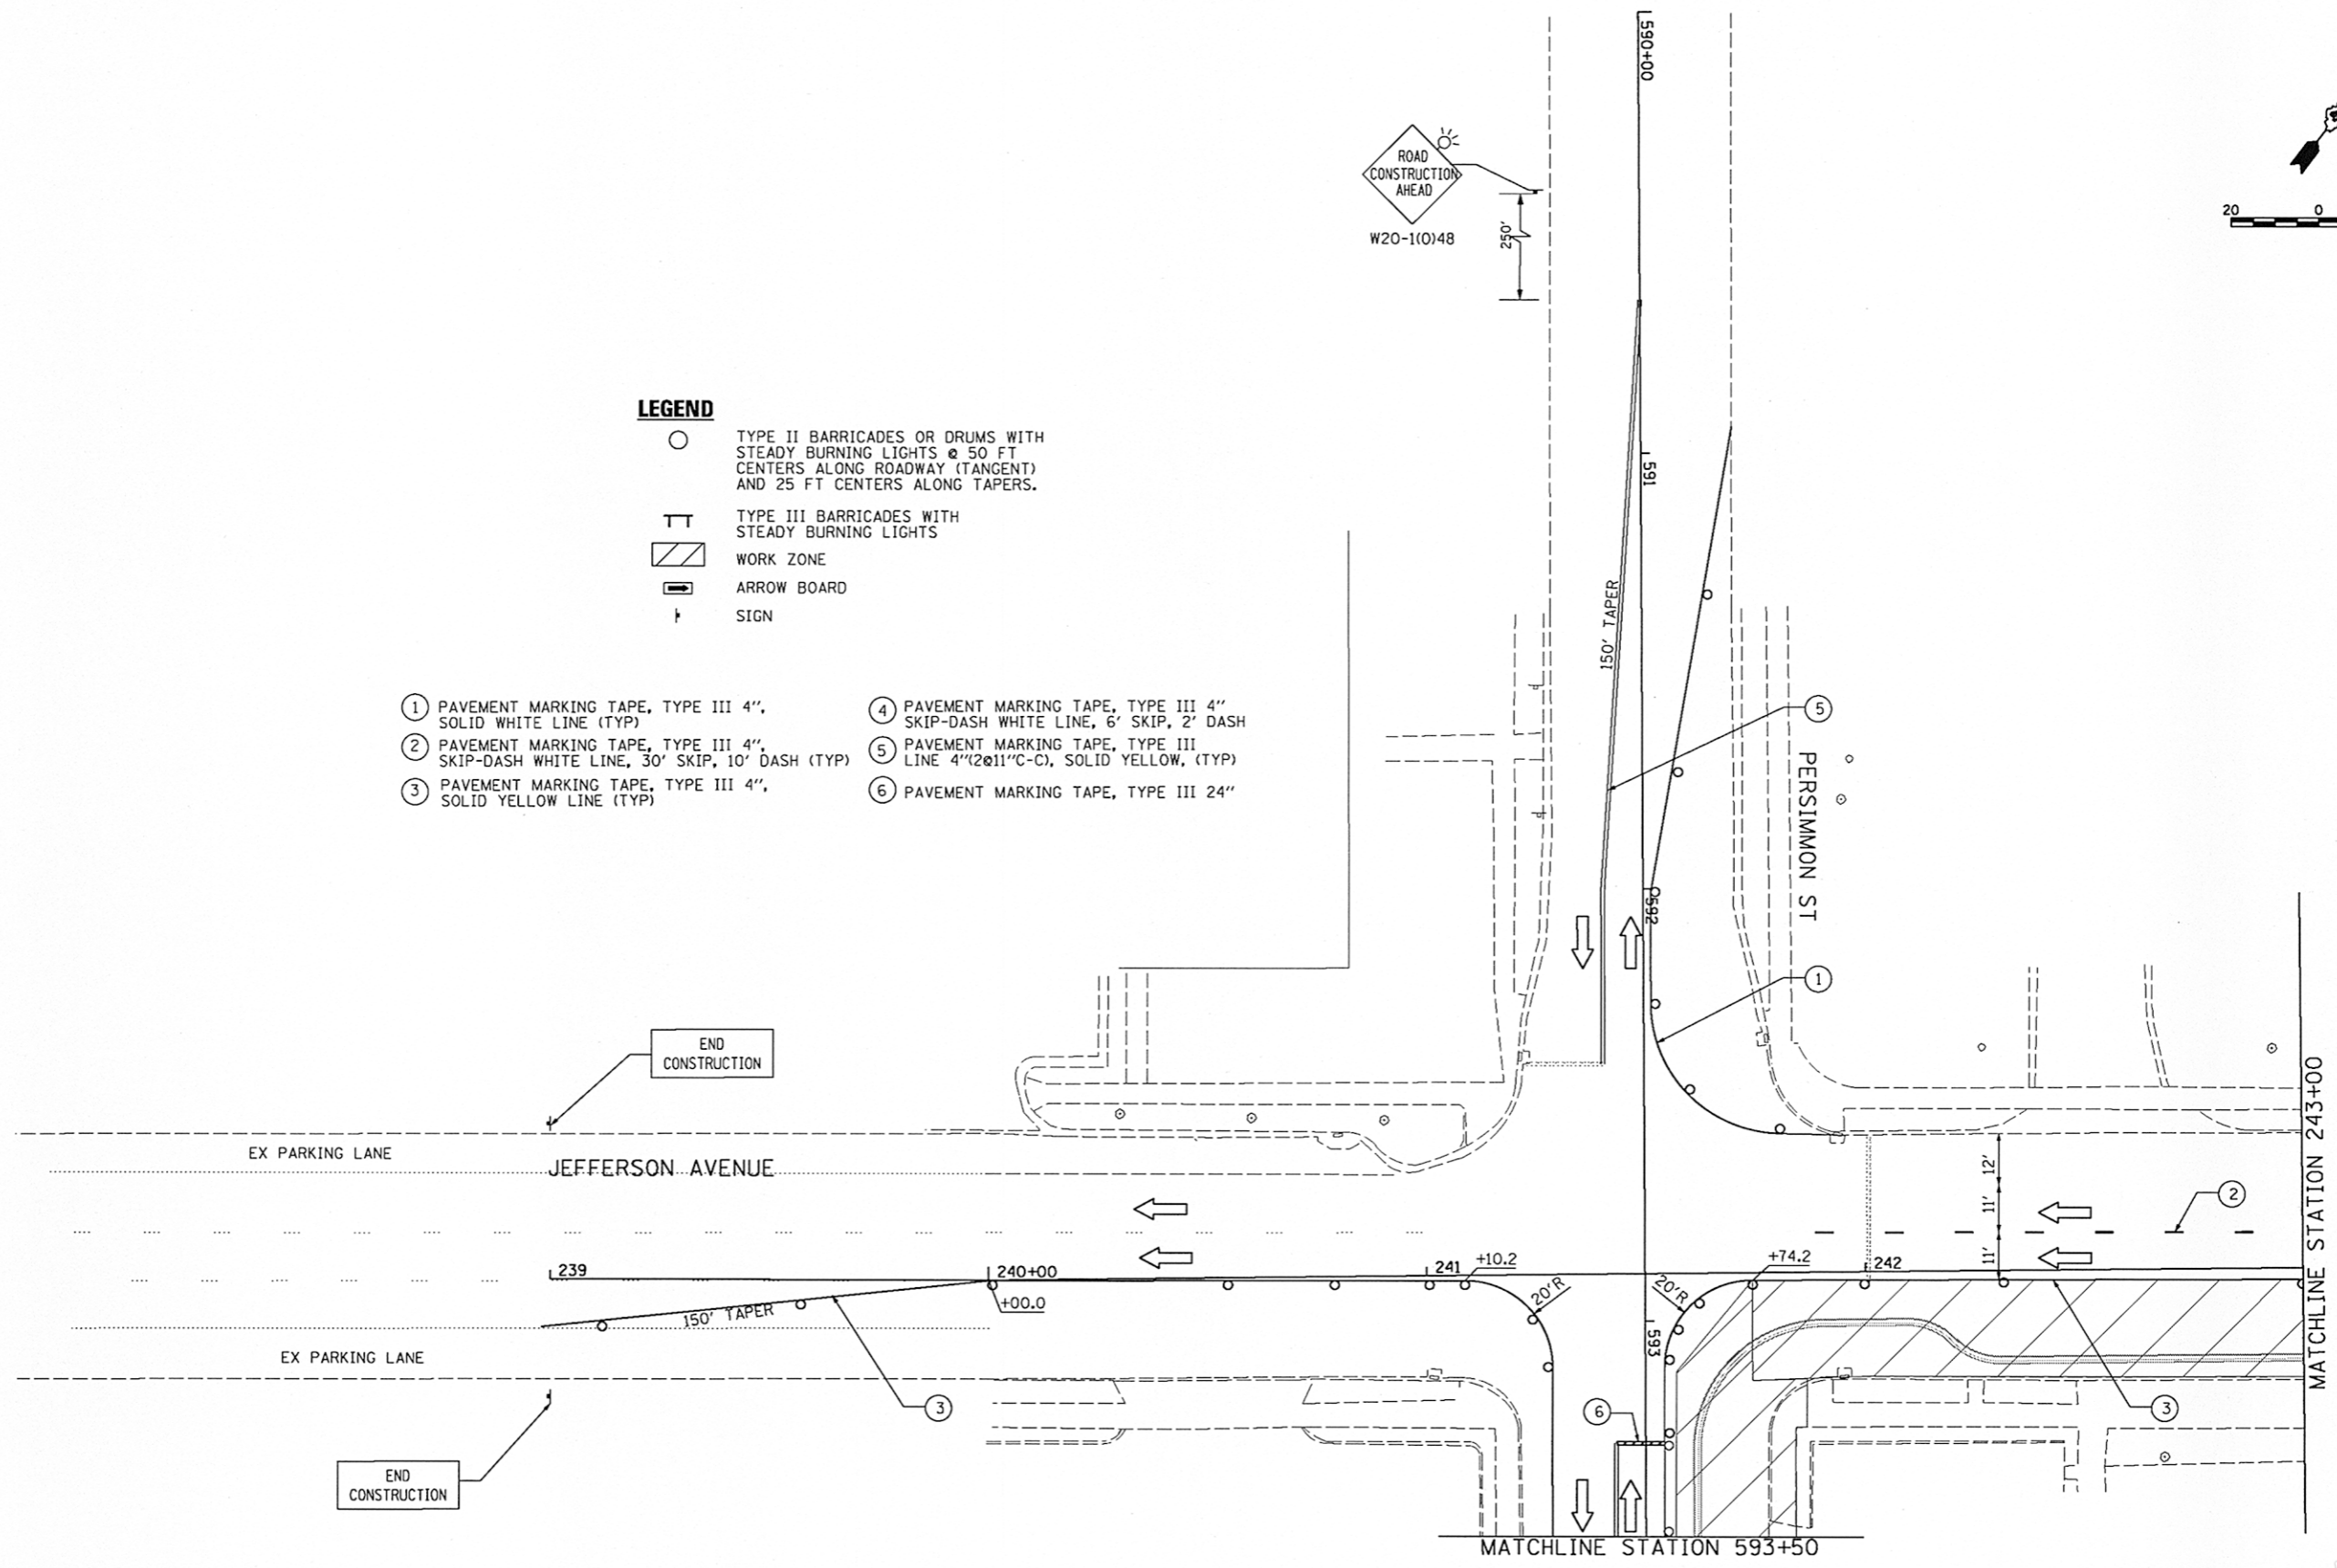 590+00
ROAD
CONSTRUCTION
AHEAD
W20-1(O)48
250'
20 0
LEGEND
TYPE II BARRICADES OR DRUMS WITH
STEADY BURNING LIGHTS @ 50 FT
CENTERS ALONG ROADWAY (TANGENT)
AND 25 FT CENTERS ALONG TAPERS.
TYPE III BARRICADES WITH
STEADY BURNING LIGHTS
WORK ZONE
ARROW BOARD
SIGN
1 PAVEMENT MARKING TAPE, TYPE III 4",
SOLID WHITE LINE (TYP)
2 PAVEMENT MARKING TAPE, TYPE III 4",
SKIP-DASH WHITE LINE, 30' SKIP, 10' DASH (TYP)
3 PAVEMENT MARKING TAPE, TYPE III 4",
SOLID YELLOW LINE (TYP)
4 PAVEMENT MARKING TAPE, TYPE III 4"
SKIP-DASH WHITE LINE, 6' SKIP, 2' DASH
5 PAVEMENT MARKING TAPE, TYPE III
LINE 4"(2@11"C-C), SOLID YELLOW, (TYP)
6 PAVEMENT MARKING TAPE, TYPE III 24"
591
150' TAPER
5
PERSIMMON ST
592
1
END
CONSTRUCTION
EX PARKING LANE
JEFFERSON AVENUE
12'
11'
11'
2
239
240+00
+00.0
241
+10.2
20'R
20'R
+74.2
242
150' TAPER
593
EX PARKING LANE
3
6
3
END
CONSTRUCTION
MATCHLINE STATION 243+00
MATCHLINE STATION 593+50